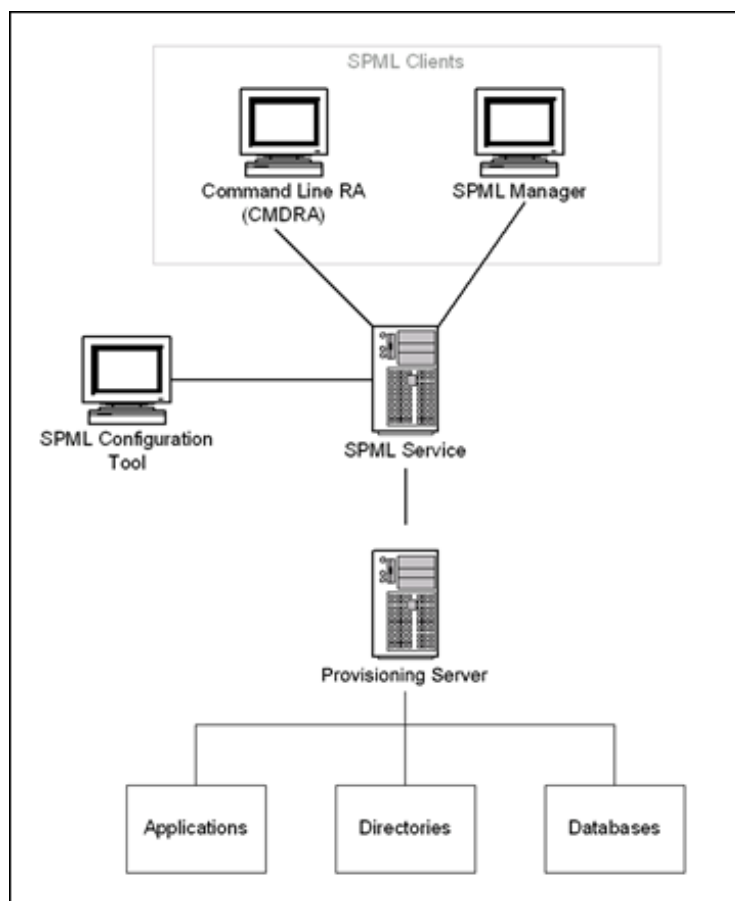 SPML Clients
Command Line RA
(CMDRA)
SPML Manager
SPML Configuration
Tool
SPML Service
Provisioning Server
Applications
Directories
Databases